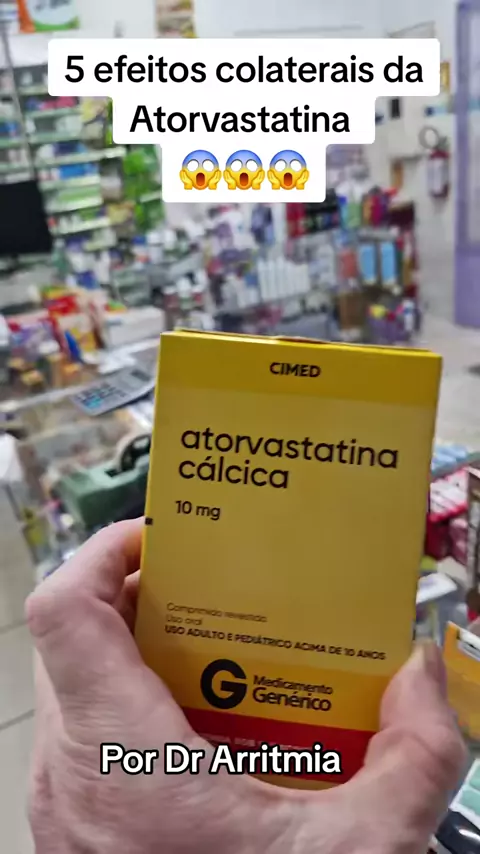 5 efeitos colaterais da
Atorvastatina
😱😱😱
CIMED
atorvastatina
cálcica
10 mg
Comprimido revestido
Uso oral
USO ADULTO E PEDIÁTRICO ACIMA DE 10 ANOS
G Medicamento
Genérico
Por Dr Arritmia